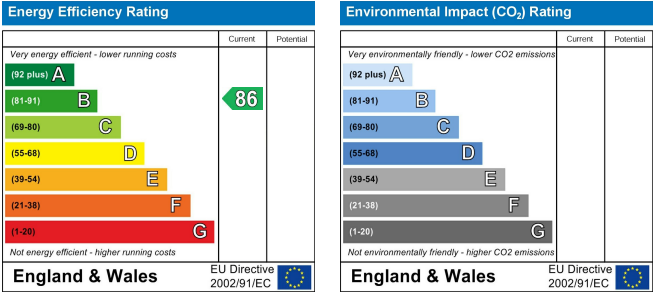 Energy Efficiency Rating
Current Potential
Very energy efficient - lower running costs
(92 plus) A
(81-91) B
86
(69-80) C
(55-68) D
(39-54) E
(21-38) F
(1-20) G
Not energy efficient - higher running costs
England & Wales
EU Directive
2002/91/EC
Environmental Impact (CO2) Rating
Current Potential
Very environmentally friendly - lower CO2 emissions
(92 plus) A
(81-91) B
(69-80) C
(55-68) D
(39-54) E
(21-38) F
(1-20) G
Not environmentally friendly - higher CO2 emissions
England & Wales
EU Directive
2002/91/EC